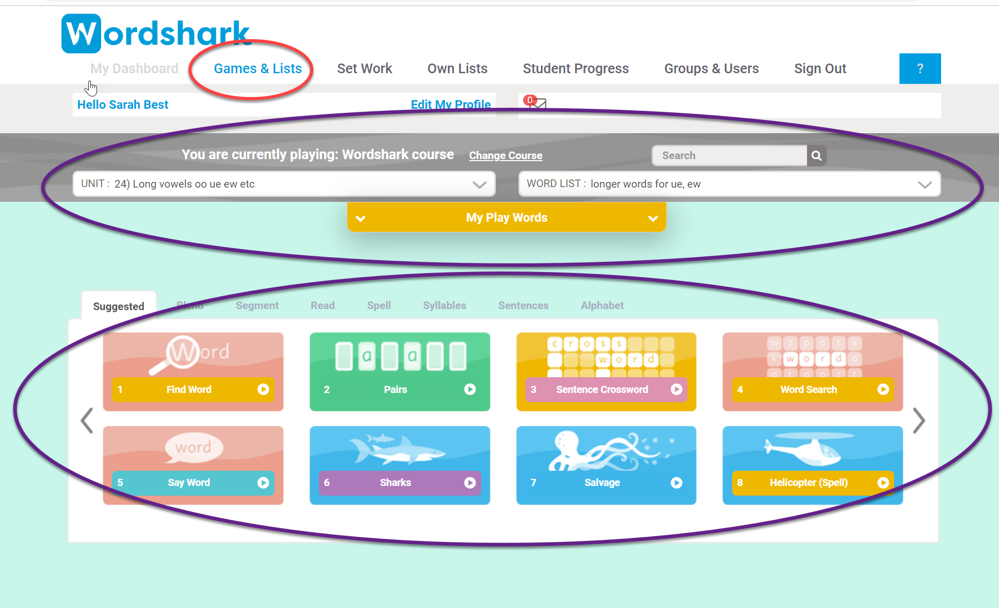 Wordshark
My Dashboard Games & Lists Set Work Own Lists Student Progress Groups & Users Sign Out ?
Hello Sarah Best Edit My Profile 0
You are currently playing: Wordshark course Change Course Search
UNIT : 24) Long vowels oo ue ew etc WORD LIST : longer words for ue, ew
My Play Words
Suggested Blend Segment Read Spell Syllables Sentences Alphabet
Word
a a
c r o s s
w o r d
w z p a t k
k w o r d a
a t a p z t
1 Find Word 2 Pairs 3 Sentence Crossword 4 Word Search
word
5 Say Word 6 Sharks 7 Salvage 8 Helicopter (Spell)